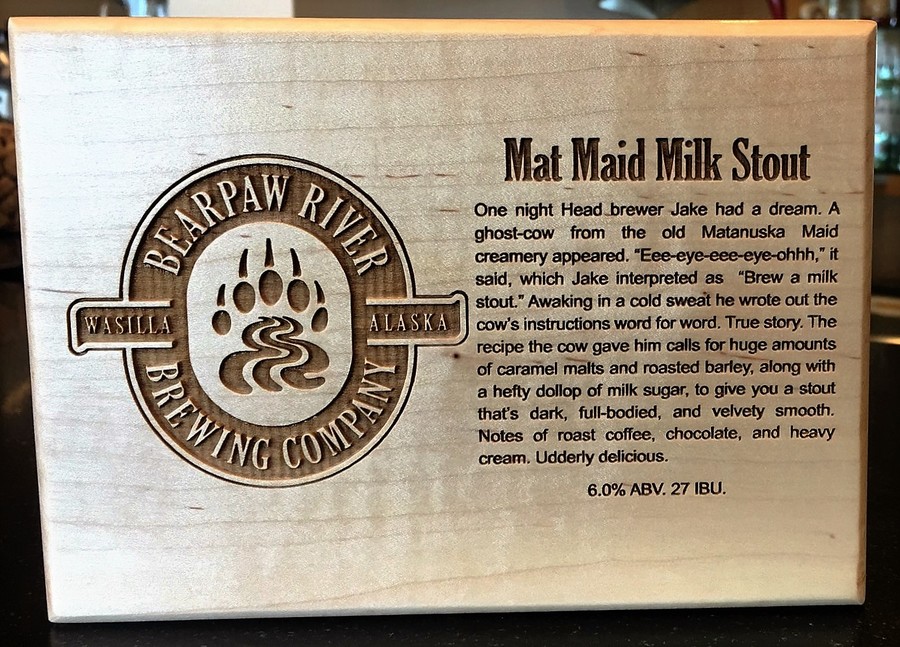 BEARPAW RIVER
WASILLA
ALASKA
BREWING COMPANY
Mat Maid Milk Stout
One night Head brewer Jake had a dream. A
ghost-cow from the old Matanuska Maid
creamery appeared. “Eee-eye-eee-eye-ohhh,” it
said, which Jake interpreted as “Brew a milk
stout.” Awaking in a cold sweat he wrote out the
cow’s instructions word for word. True story. The
recipe the cow gave him calls for huge amounts
of caramel malts and roasted barley, along with
a hefty dollop of milk sugar, to give you a stout
that’s dark, full-bodied, and velvety smooth.
Notes of roast coffee, chocolate, and heavy
cream. Udderly delicious.
6.0% ABV. 27 IBU.